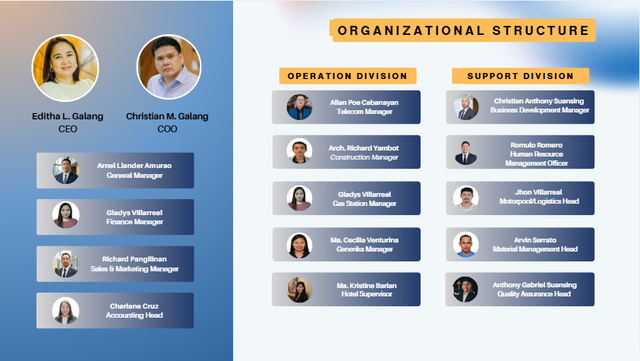 ORGANIZATIONAL STRUCTURE
Editha L. Galang
CEO
Christian M. Galang
COO
Arnel Liander Amurao
General Manager
Gladys Villarreal
Finance Manager
Richard Pangilinan
Sales & Marketing Manager
Charlene Cruz
Accounting Head
OPERATION DIVISION
Allan Poe Cabanayan
Telecom Manager
Arch. Richard Yambot
Construction Manager
Gladys Villarreal
Gas Station Manager
Ma. Cecilia Venturina
Generika Manager
Ma. Kristine Barian
Hotel Supervisor
SUPPORT DIVISION
Christian Anthony Suansing
Business Development Manager
Romulo Romero
Human Resource
Management Officer
Jhon Villarreal
Motorpool/Logistics Head
Arvin Serrato
Material Management Head
Anthony Gabriel Suansing
Quality Assurance Head